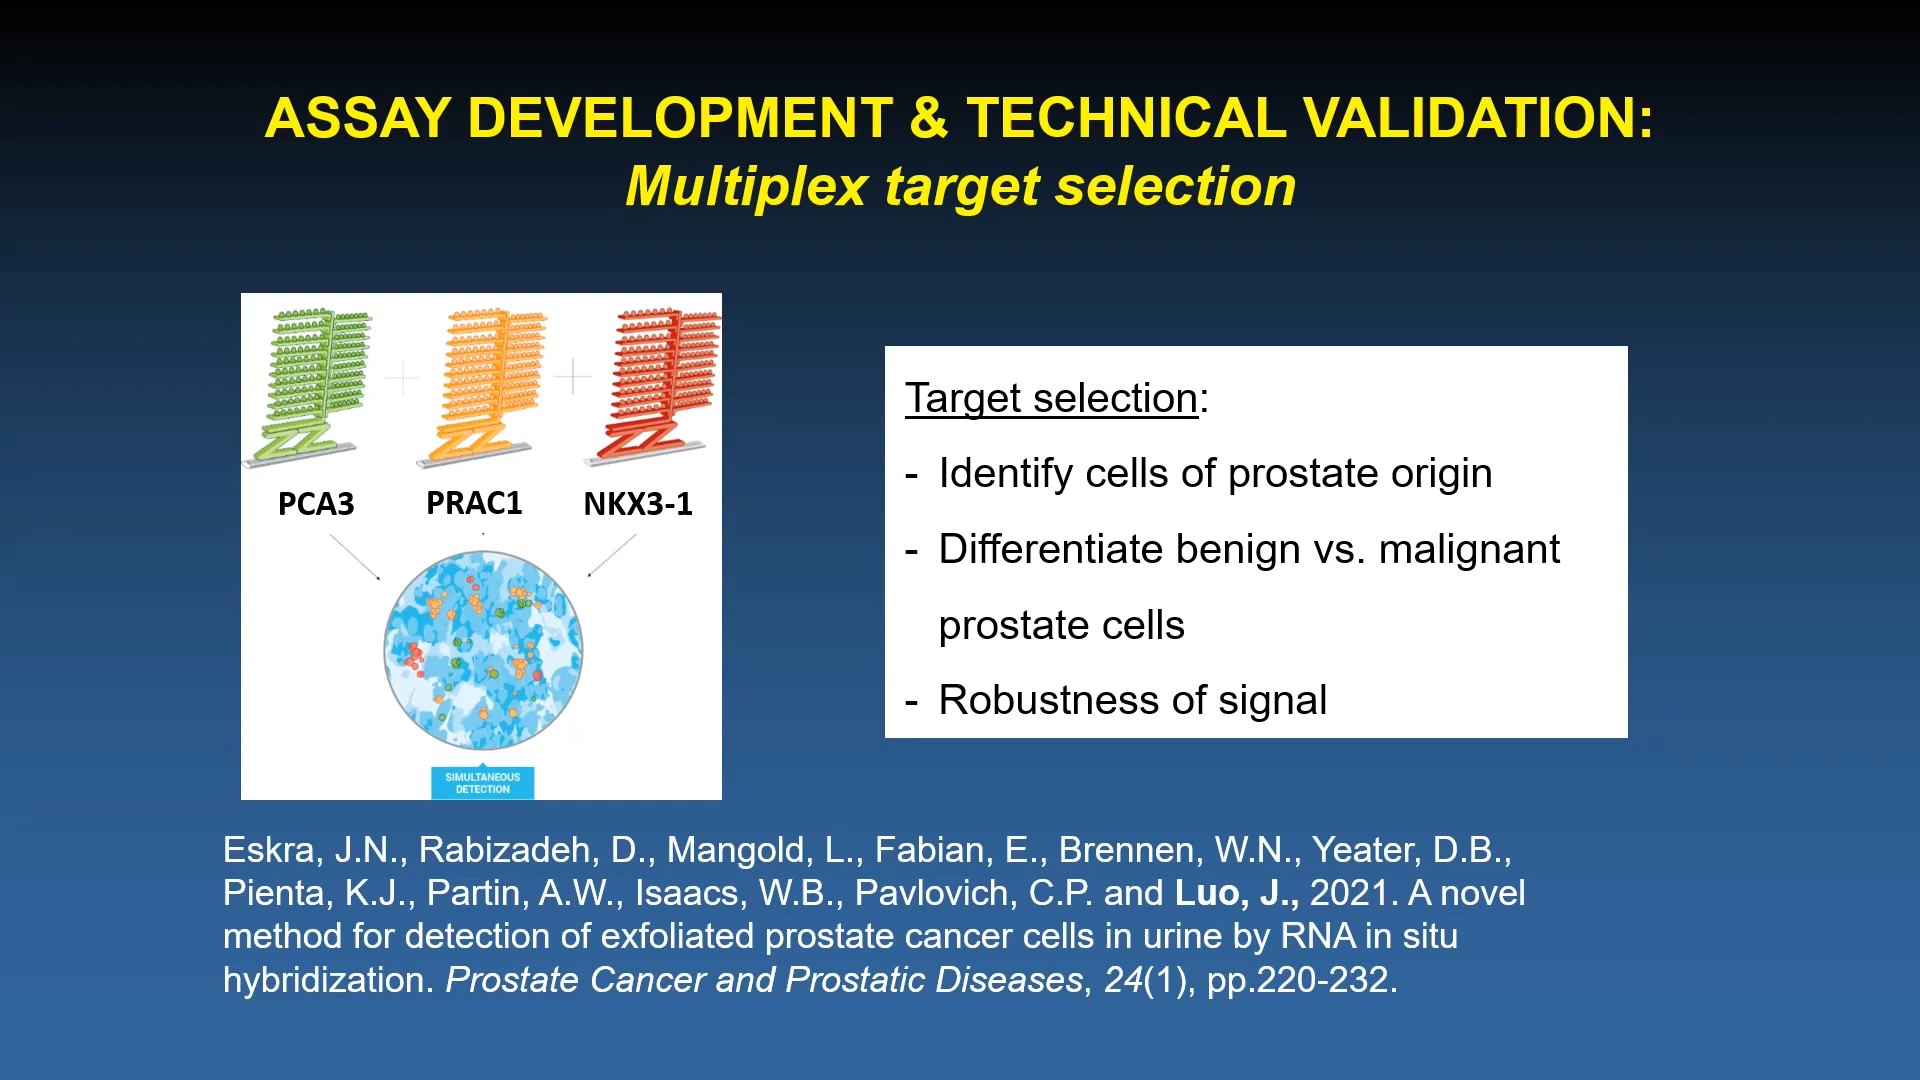 ASSAY DEVELOPMENT & TECHNICAL VALIDATION:
Multiplex target selection
PCA3
PRAC1
NKX3-1
SIMULTANEOUS
DETECTION
Target selection:
- Identify cells of prostate origin
- Differentiate benign vs. malignant
prostate cells
- Robustness of signal
Eskra, J.N., Rabizadeh, D., Mangold, L., Fabian, E., Brennen, W.N., Yeater, D.B.,
Pienta, K.J., Partin, A.W., Isaacs, W.B., Pavlovich, C.P. and Luo, J., 2021. A novel
method for detection of exfoliated prostate cancer cells in urine by RNA in situ
hybridization. Prostate Cancer and Prostatic Diseases, 24(1), pp.220-232.